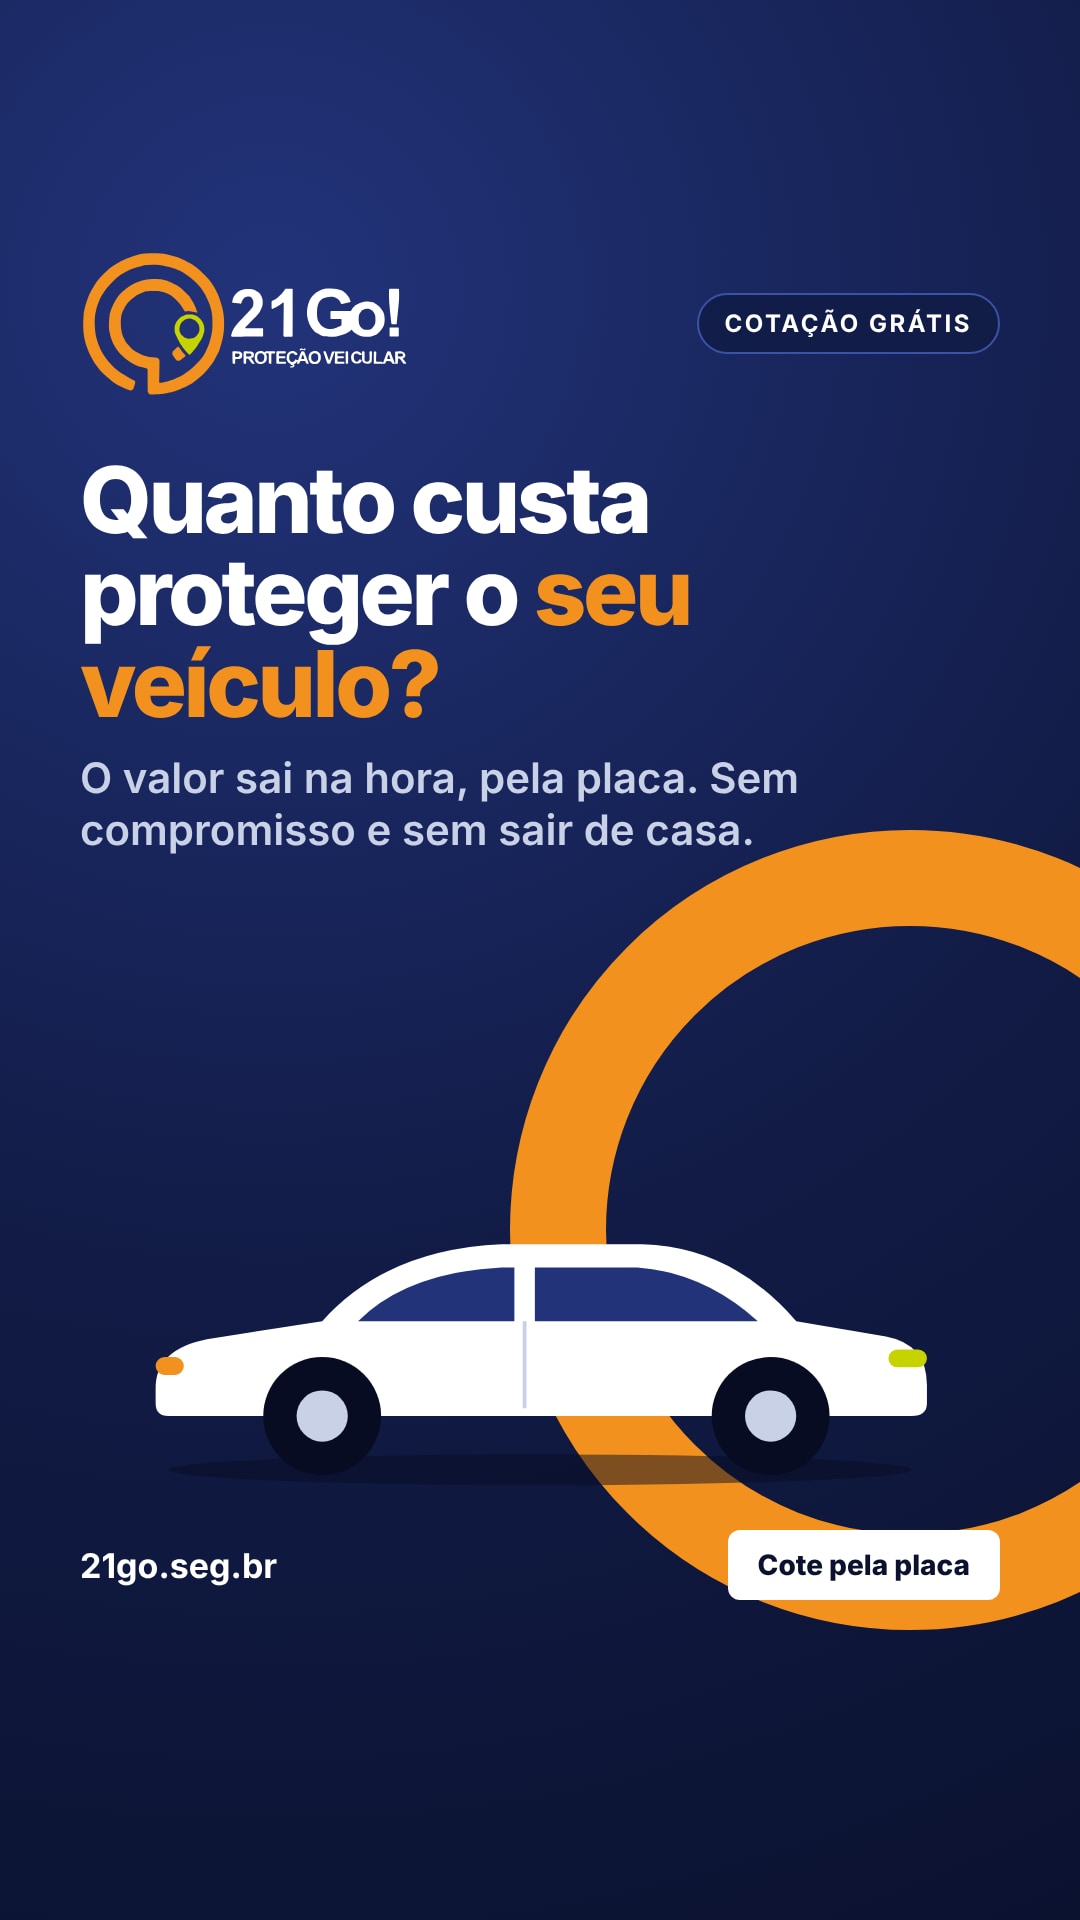 21Go!
PROTEÇÃO VEICULAR
COTAÇÃO GRÁTIS
Quanto custa
proteger o seu
veículo?
O valor sai na hora, pela placa. Sem
compromisso e sem sair de casa.
21go.seg.br
Cote pela placa